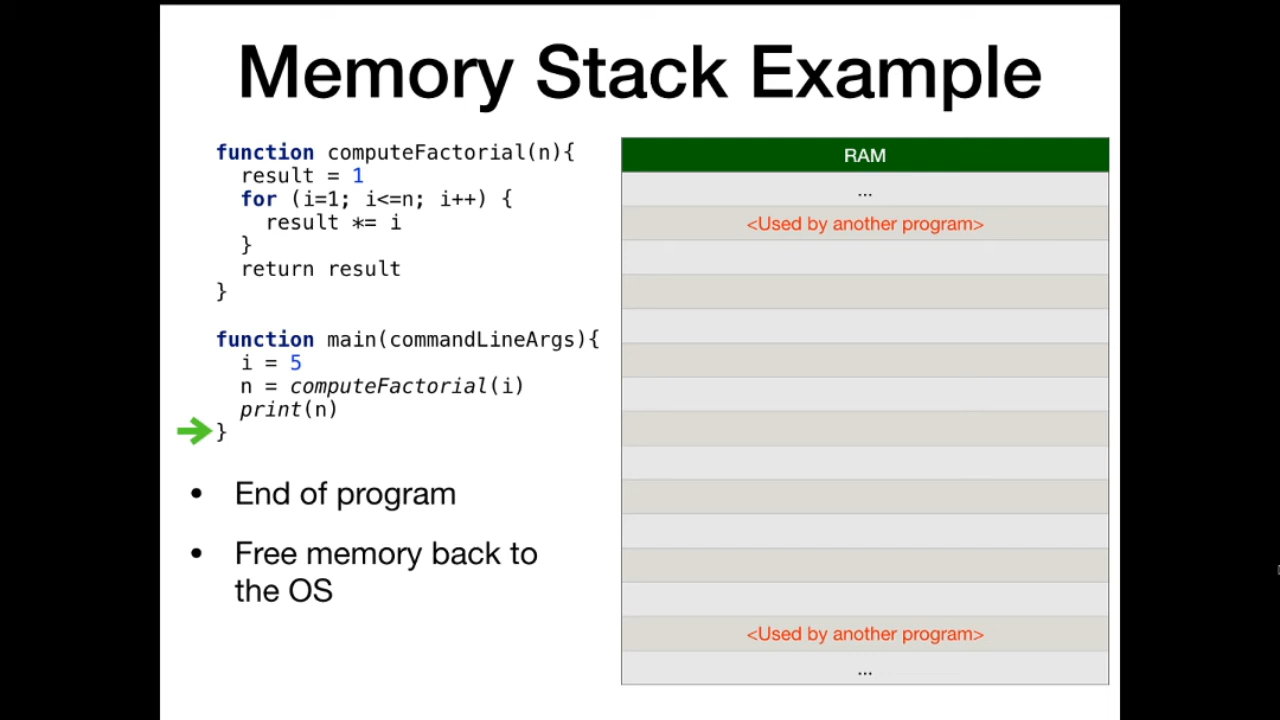 Memory Stack Example
function computeFactorial(n){
  result = 1
  for (i=1; i<=n; i++) {
    result *= i
  }
  return result
}
function main(commandLineArgs){
  i = 5
  n = computeFactorial(i)
  print(n)
}
• End of program
• Free memory back to
the OS
RAM
...
<Used by another program>
<Used by another program>
...